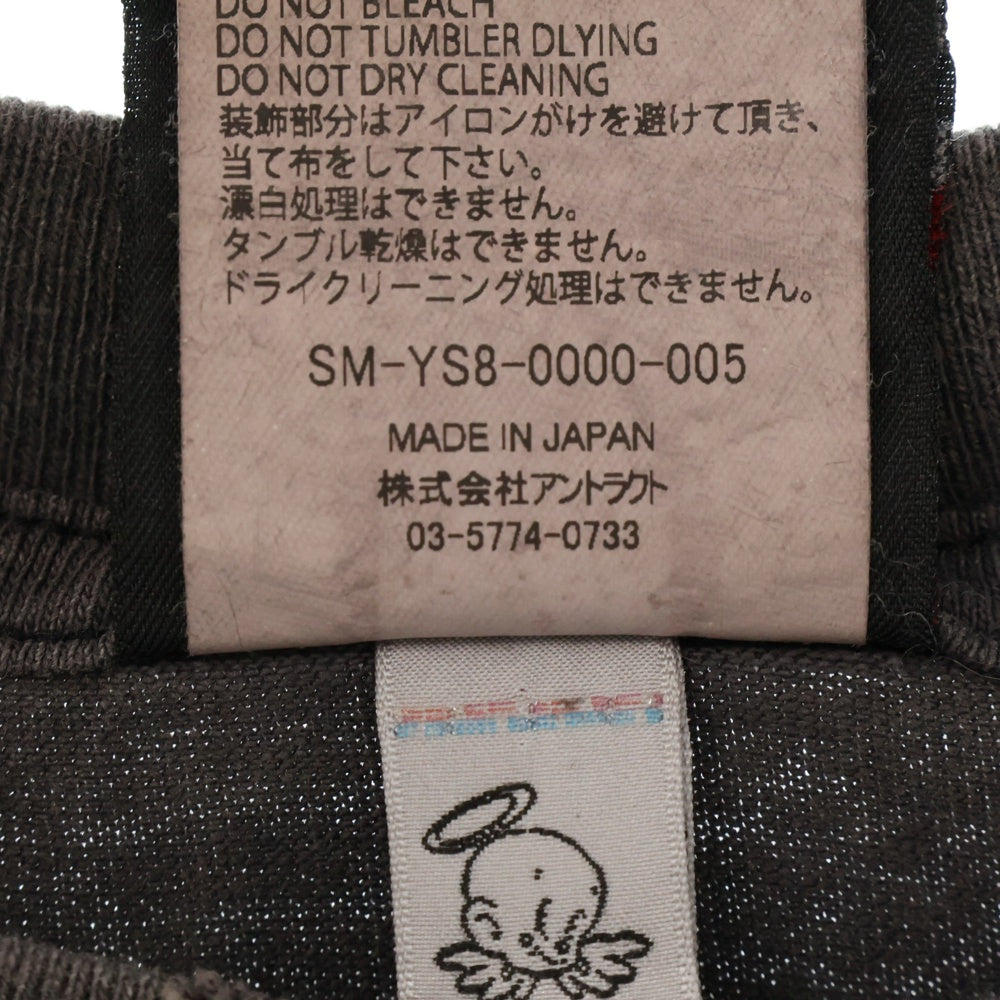 DO NOT BLEACH
DO NOT TUMBLER DLYING
DO NOT DRY CLEANING
装飾部分はアイロンがけを避けて頂き、
当て布をして下さい。
漂白処理はできません。
タンブル乾燥はできません。
ドライクリーニング処理はできません。
SM-YS8-0000-005
MADE IN JAPAN
株式会社アントラクト
03-5774-0733